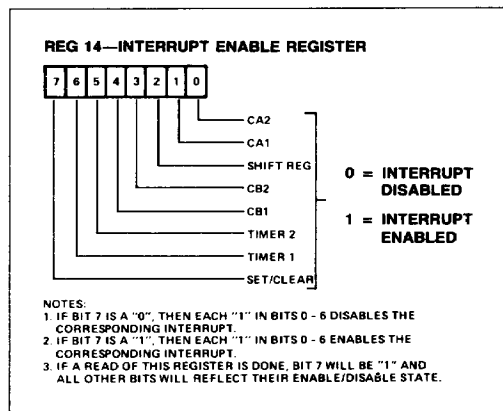 REG 14—INTERRUPT ENABLE REGISTER
7 6 5 4 3 2 1 0
CA2
CA1
SHIFT REG
CB2
CB1
TIMER 2
TIMER 1
SET/CLEAR
0 = INTERRUPT
DISABLED
1 = INTERRUPT
ENABLED
NOTES:
1. IF BIT 7 IS A "0", THEN EACH "1" IN BITS 0 - 6 DISABLES THE
CORRESPONDING INTERRUPT.
2. IF BIT 7 IS A "1", THEN EACH "1" IN BITS 0 - 6 ENABLES THE
CORRESPONDING INTERRUPT.
3. IF A READ OF THIS REGISTER IS DONE, BIT 7 WILL BE "1" AND
ALL OTHER BITS WILL REFLECT THEIR ENABLE/DISABLE STATE.